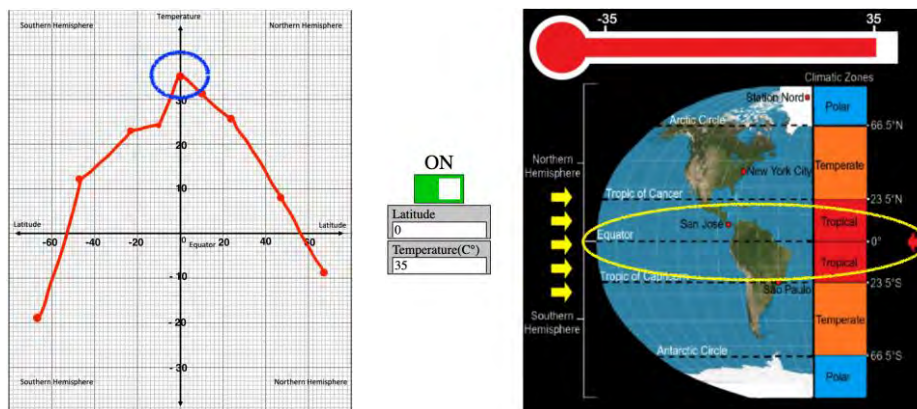 Southern Hemisphere
Temperature
Northern Hemisphere
30
20
10
Latitude
Latitude
-60
-40
-20
0
Equator
20
40
60
- 10
- 20
- 30
Southern Hemisphere
Northern Hemisphere
ON
Latitude
0
Temperature(C°)
35
-35
35
Climatic Zones
Station Nord
Polar
Arctic Circle
66.5°N
Northern
Hemisphere
Temperate
New York City
Tropic of Cancer
23.5°N
San José
Tropical
Equator
0°
Tropical
Tropic of Capricorn
23.5°S
São Paulo
Southern
Hemisphere
Temperate
Antarctic Circle
66.5°S
Polar